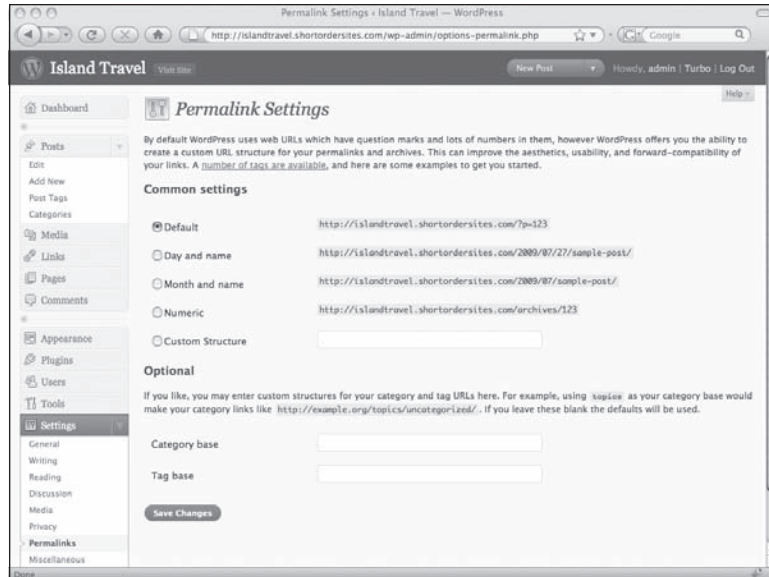 Permalink Settings ‹ Island Travel — WordPress
http://islandtravel.shortordersites.com/wp-admin/options-permalink.php
Google
Island Travel
Visit Site
New Post
Howdy, admin | Turbo | Log Out
Help
Dashboard
Posts
Edit
Add New
Post Tags
Categories
Media
Links
Pages
Comments
Appearance
Plugins
Users
Tools
Settings
General
Writing
Reading
Discussion
Media
Privacy
Permalinks
Miscellaneous
Permalink Settings
By default WordPress uses web URLs which have question marks and lots of numbers in them, however WordPress offers you the ability to
create a custom URL structure for your permalinks and archives. This can improve the aesthetics, usability, and forward-compatibility of
your links. A number of tags are available, and here are some examples to get you started.
Common settings
Default
http://islandtravel.shortordersites.com/?p=123
Day and name
http://islandtravel.shortordersites.com/2009/07/27/sample-post/
Month and name
http://islandtravel.shortordersites.com/2009/07/sample-post/
Numeric
http://islandtravel.shortordersites.com/archives/123
Custom Structure
Optional
If you like, you may enter custom structures for your category and tag URLs here. For example, using topics as your category base would
make your category links like http://example.org/topics/uncategorized/ . If you leave these blank the defaults will be used.
Category base
Tag base
Save Changes
Done